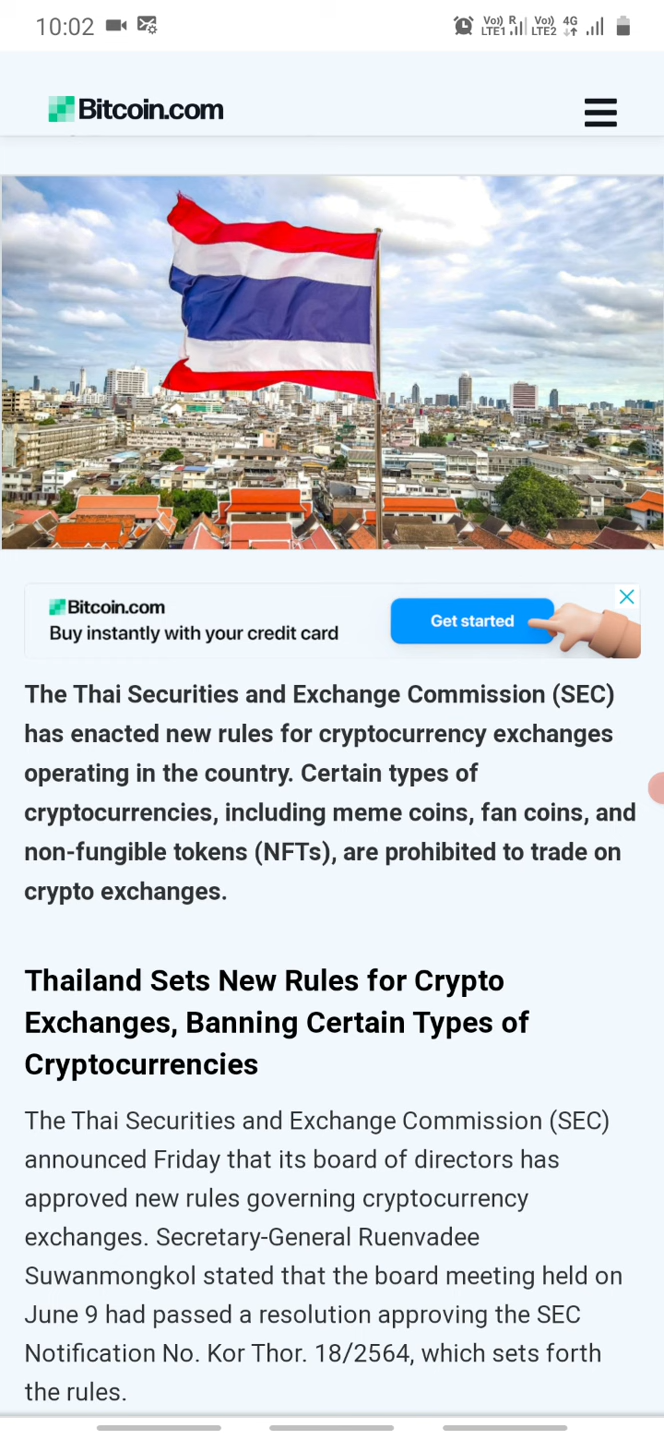 10:02
Vo)) R
LTE1
Vo))
LTE2
4G
Bitcoin.com
Bitcoin.com
Buy instantly with your credit card
Get started
The Thai Securities and Exchange Commission (SEC)
has enacted new rules for cryptocurrency exchanges
operating in the country. Certain types of
cryptocurrencies, including meme coins, fan coins, and
non-fungible tokens (NFTs), are prohibited to trade on
crypto exchanges.
Thailand Sets New Rules for Crypto
Exchanges, Banning Certain Types of
Cryptocurrencies
The Thai Securities and Exchange Commission (SEC)
announced Friday that its board of directors has
approved new rules governing cryptocurrency
exchanges. Secretary-General Ruenvadee
Suwanmongkol stated that the board meeting held on
June 9 had passed a resolution approving the SEC
Notification No. Kor Thor. 18/2564, which sets forth
the rules.